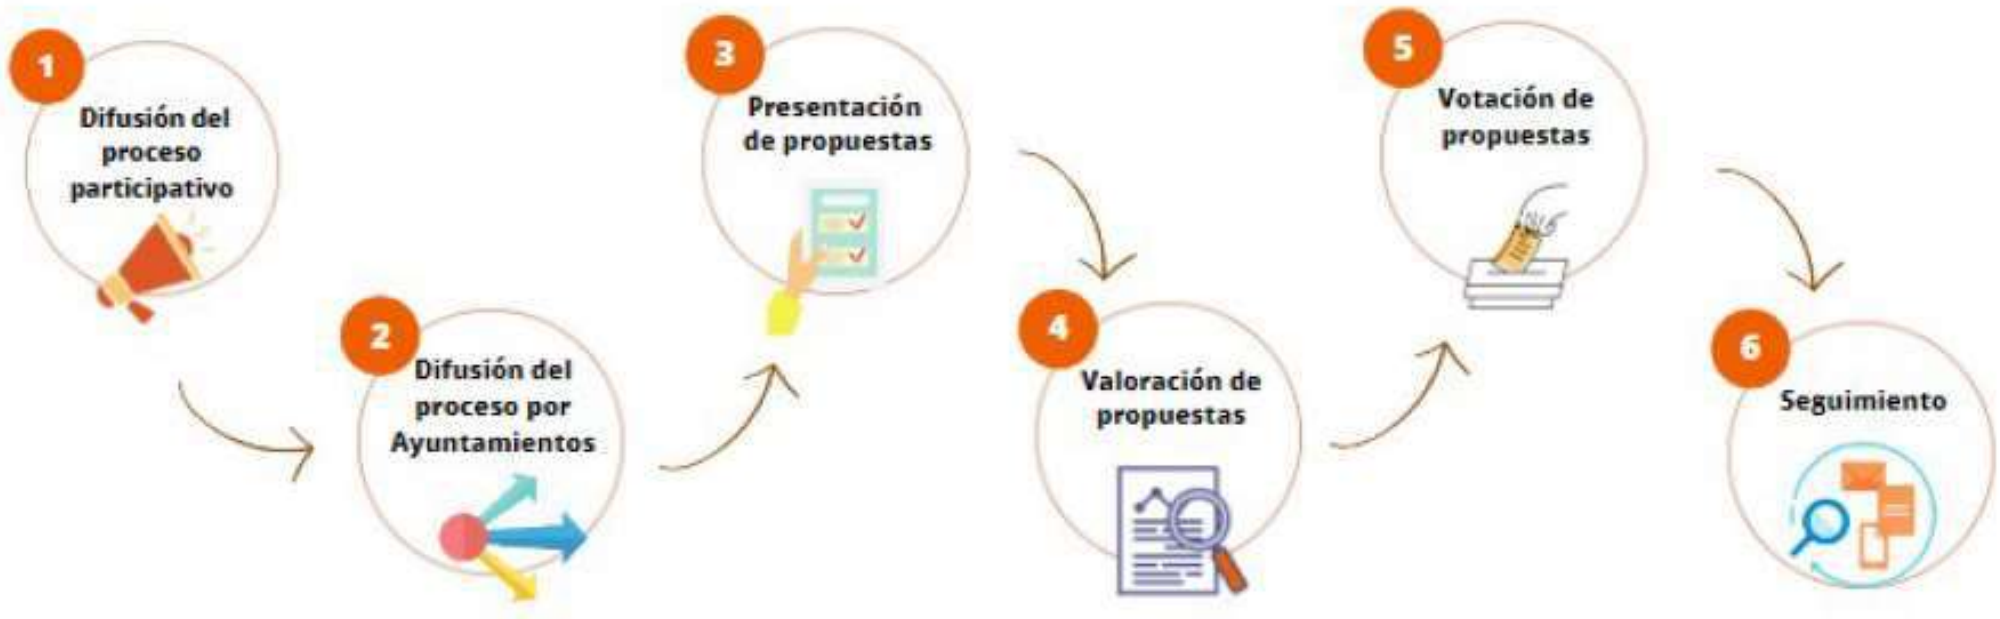 1
Difusión del
proceso
participativo
2
Difusión del
proceso por
Ayuntamientos
3
Presentación
de propuestas
4
Valoración de
propuestas
5
Votación de
propuestas
6
Seguimiento